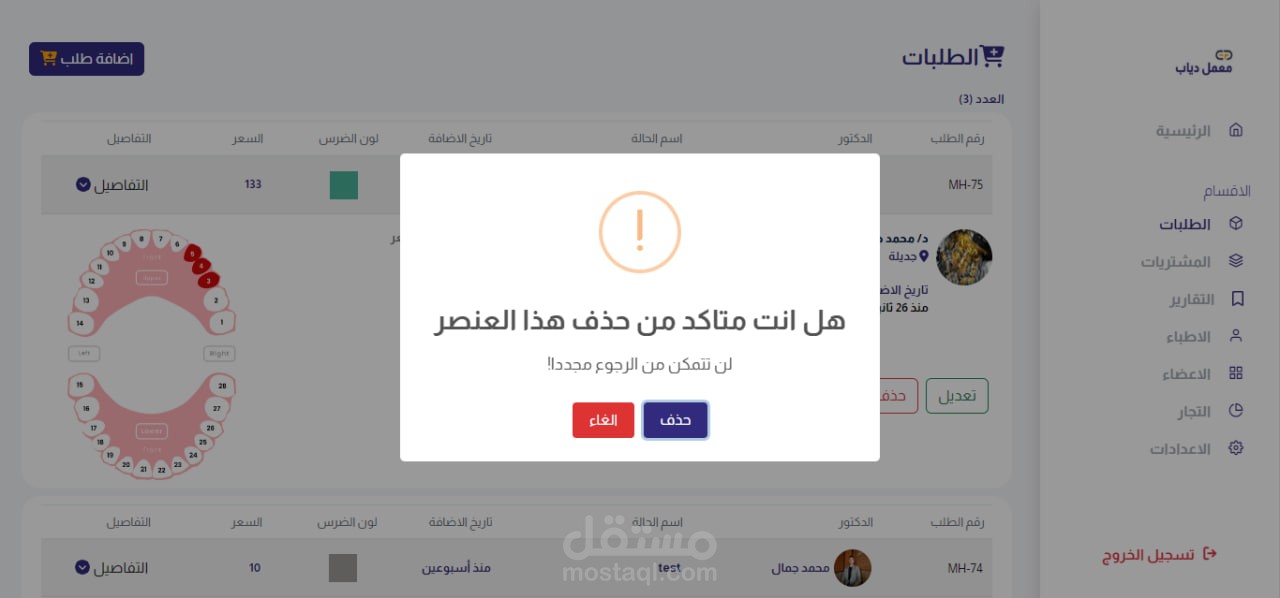 معمل دياب
الرئيسية
الاقسام
الطلبات
المشتريات
التقارير
الاطباء
الاعضاء
التجار
الاعدادات
تسجيل الخروج
الطلبات
اضافة طلب
العدد (3)
رقم الطلب الدكتور اسم الحالة تاريخ الاضافة لون الضرس السعر التفاصيل
MH-75 133 التفاصيل
د/ محمد
جديلة
تاريخ الاض
منذ 26 ثان
تعديل حذف
هل انت متاكد من حذف هذا العنصر
لن تتمكن من الرجوع مجددا!
حذف الغاء
8 7
9 6
10 5
11 4
12 3
13 2
14 1
Upper
Left Right
15 28
16 27
17 26
18 25
19 24
20 23
21 22
Lower
Front
رقم الطلب الدكتور اسم الحالة تاريخ الاضافة لون الضرس السعر التفاصيل
MH-74 محمد جمال test منذ أسبوعين 10 التفاصيل
مستقل
mostaql.com